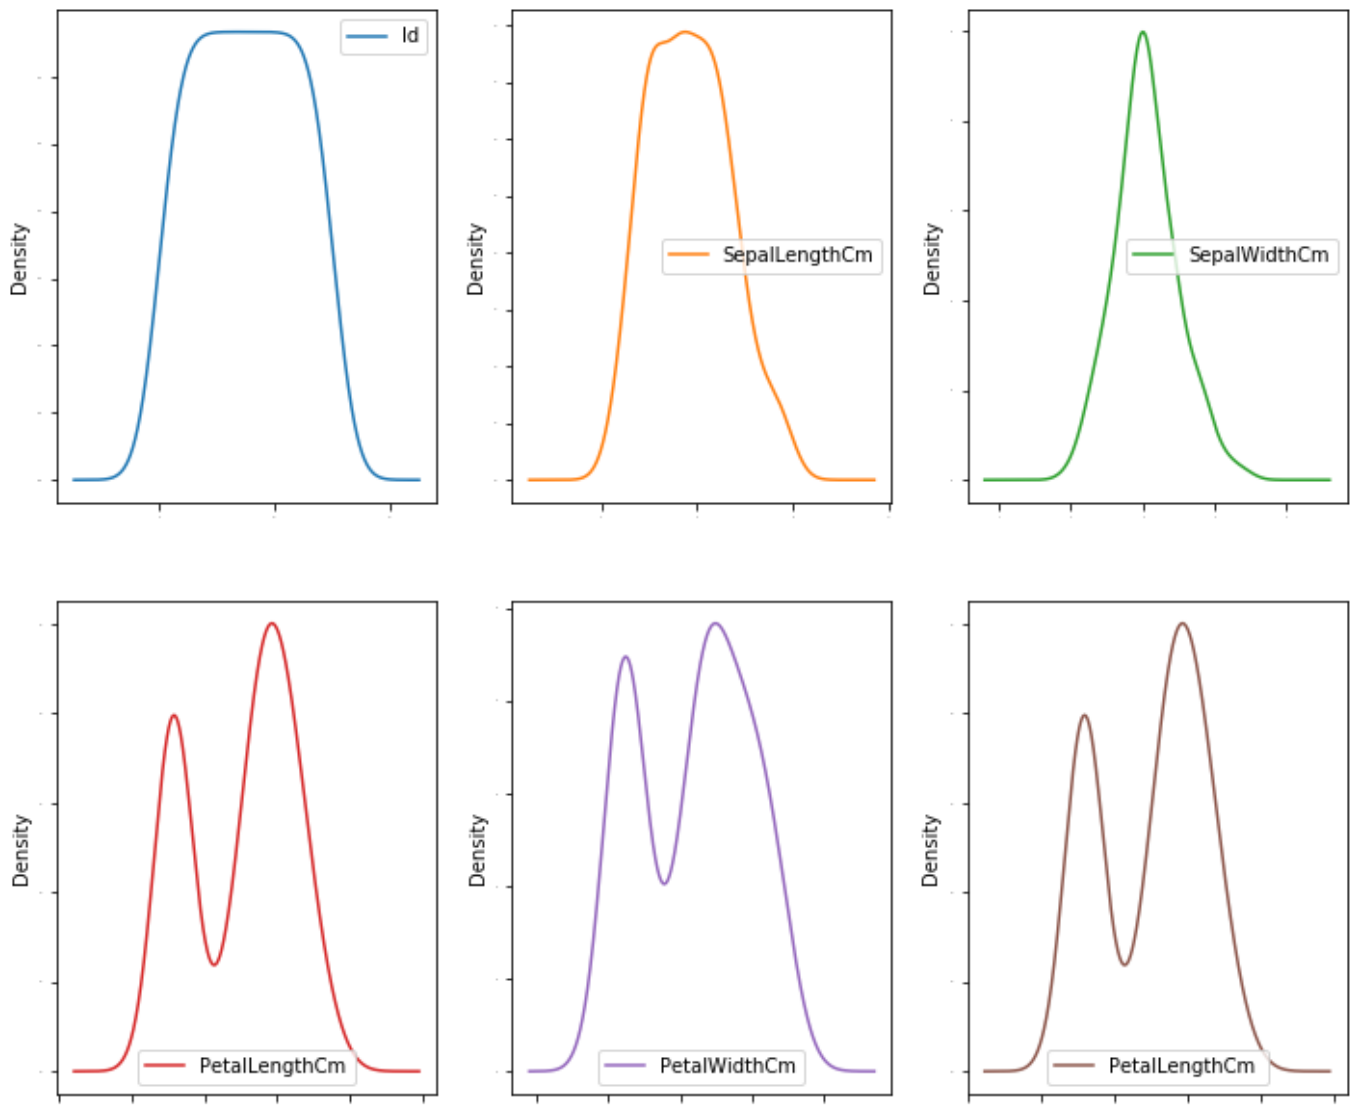 Id
Density
SepalLengthCm
Density
SepalWidthCm
Density
PetalLengthCm
Density
PetalWidthCm
Density
PetalLengthCm
Density